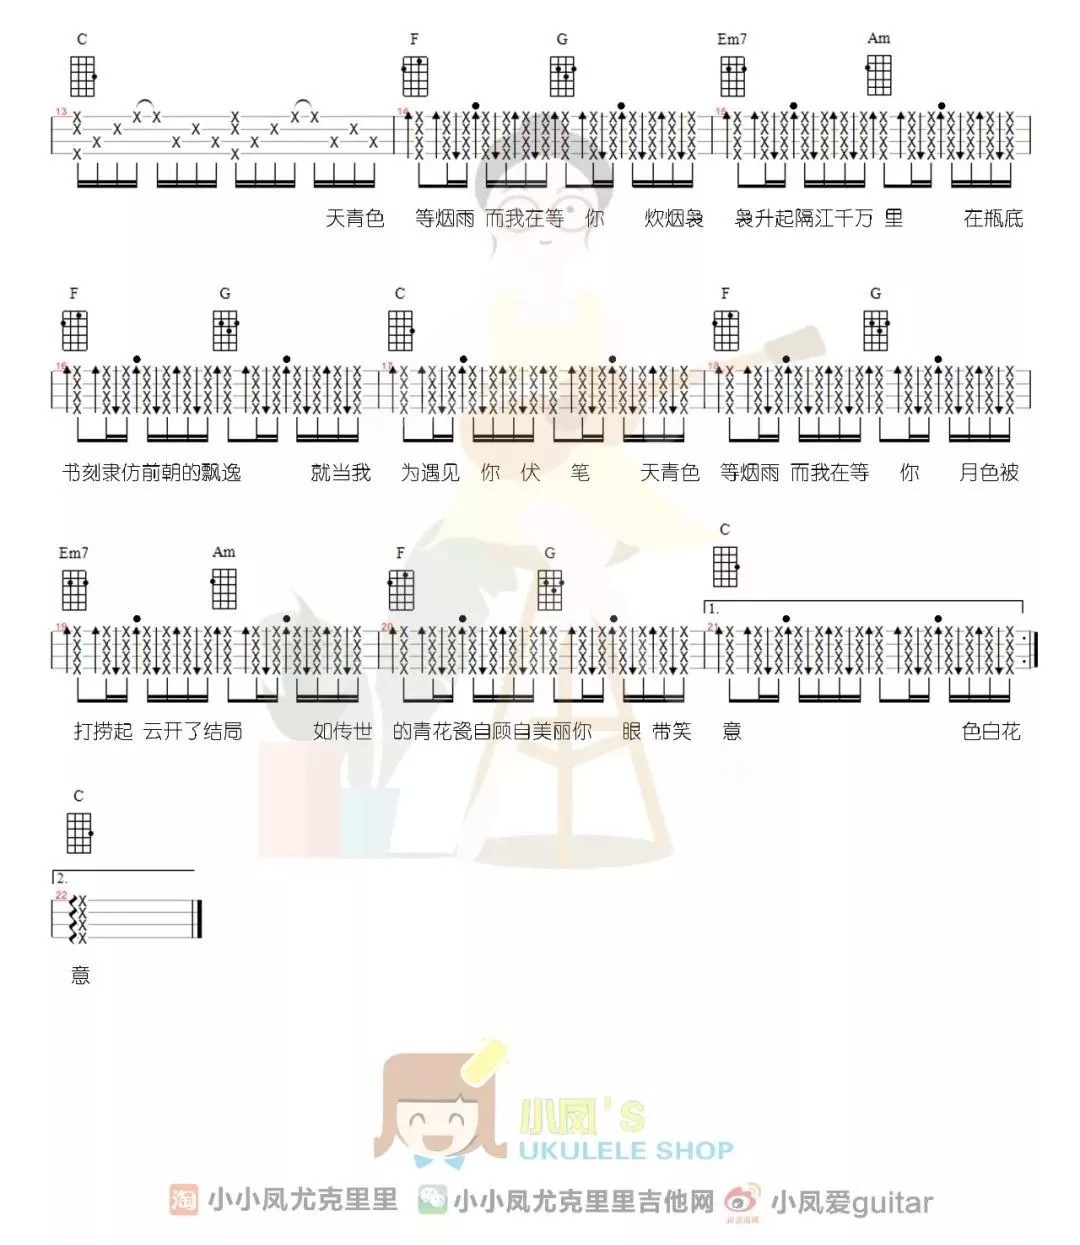 C F G Em7 Am
13 14 15
天青色 等烟雨 而我在等 你 炊烟袅 袅升起隔江千万 里 在瓶底
F G C F G
16 17 18
书刻隶仿前朝的飘逸 就当我 为遇见 你 伏 笔 天青色 等烟雨 而我在等 你 月色被
Em7 Am F G C
1.
19 20 21
打捞起 云开了结局 如传世 的青花瓷自顾自美丽你 眼 带笑 意 色白花
C
2.
22
意
小凤's
UKULELE SHOP
淘 小小凤尤克里里 小小凤尤克里里吉他网 小凤爱guitar